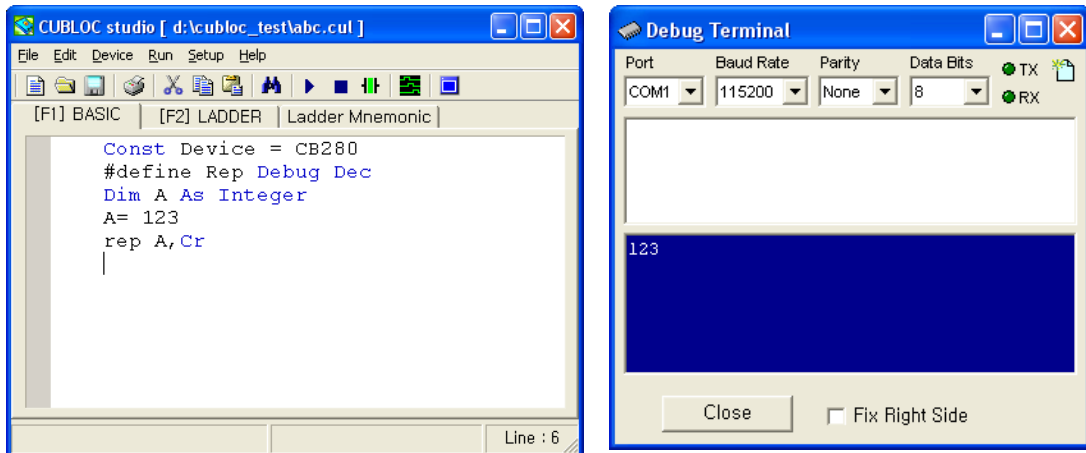 CUBLOC studio [ d:\cubloc_test\abc.cul ]
File Edit Device Run Setup Help
[F1] BASIC [F2] LADDER Ladder Mnemonic
Const Device = CB280
#define Rep Debug Dec
Dim A As Integer
A= 123
rep A,Cr
Line : 6
Debug Terminal
Port Baud Rate Parity Data Bits TX
COM1 115200 None 8 RX
123
Close Fix Right Side